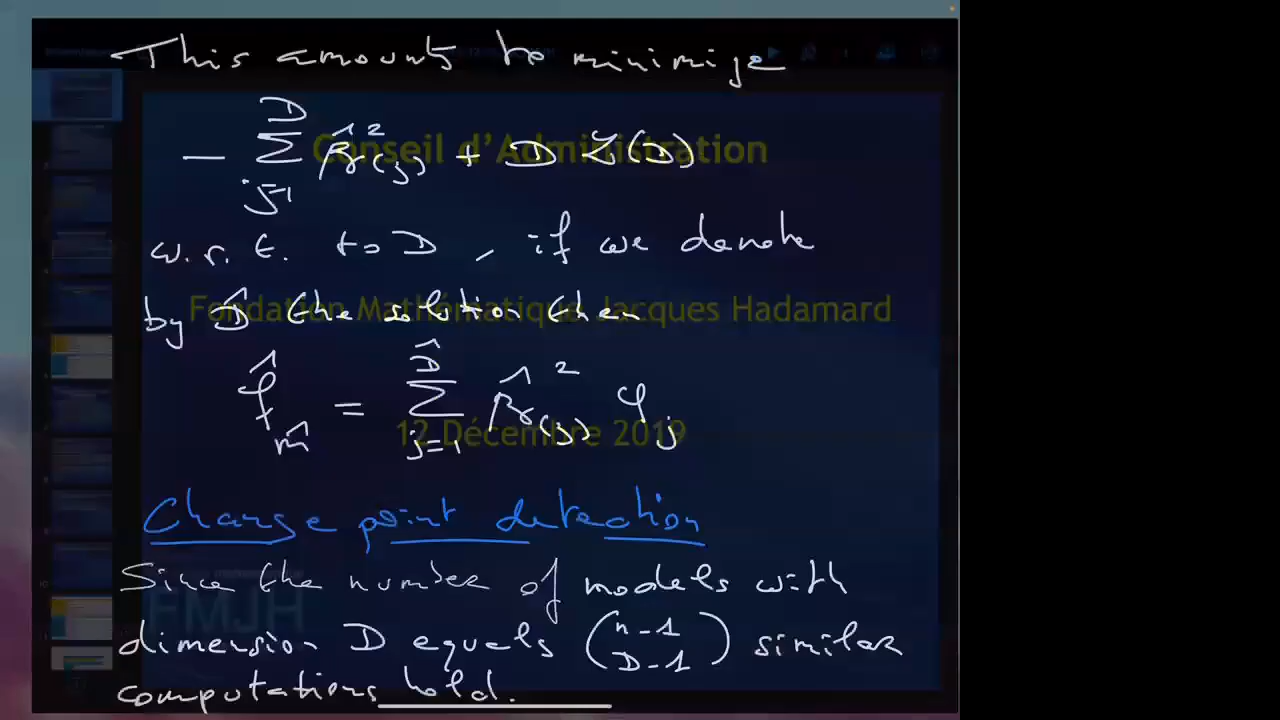 This amounts to minimize
D
− ∑ β̂²(j) + D L(D)
j=1
Conseil d'Administration
w.r.t. to D, if we denote
by D̂ the solution then
Fondation Mathématique Jacques Hadamard
f̂_m̂ = ∑_{j=1}^{D̂} β̂²(j) φ_j
12 Décembre 2019
Change point detection
Since the number of models with
FMJH
dimension D equals (n-1 D-1) similar
computations hold.